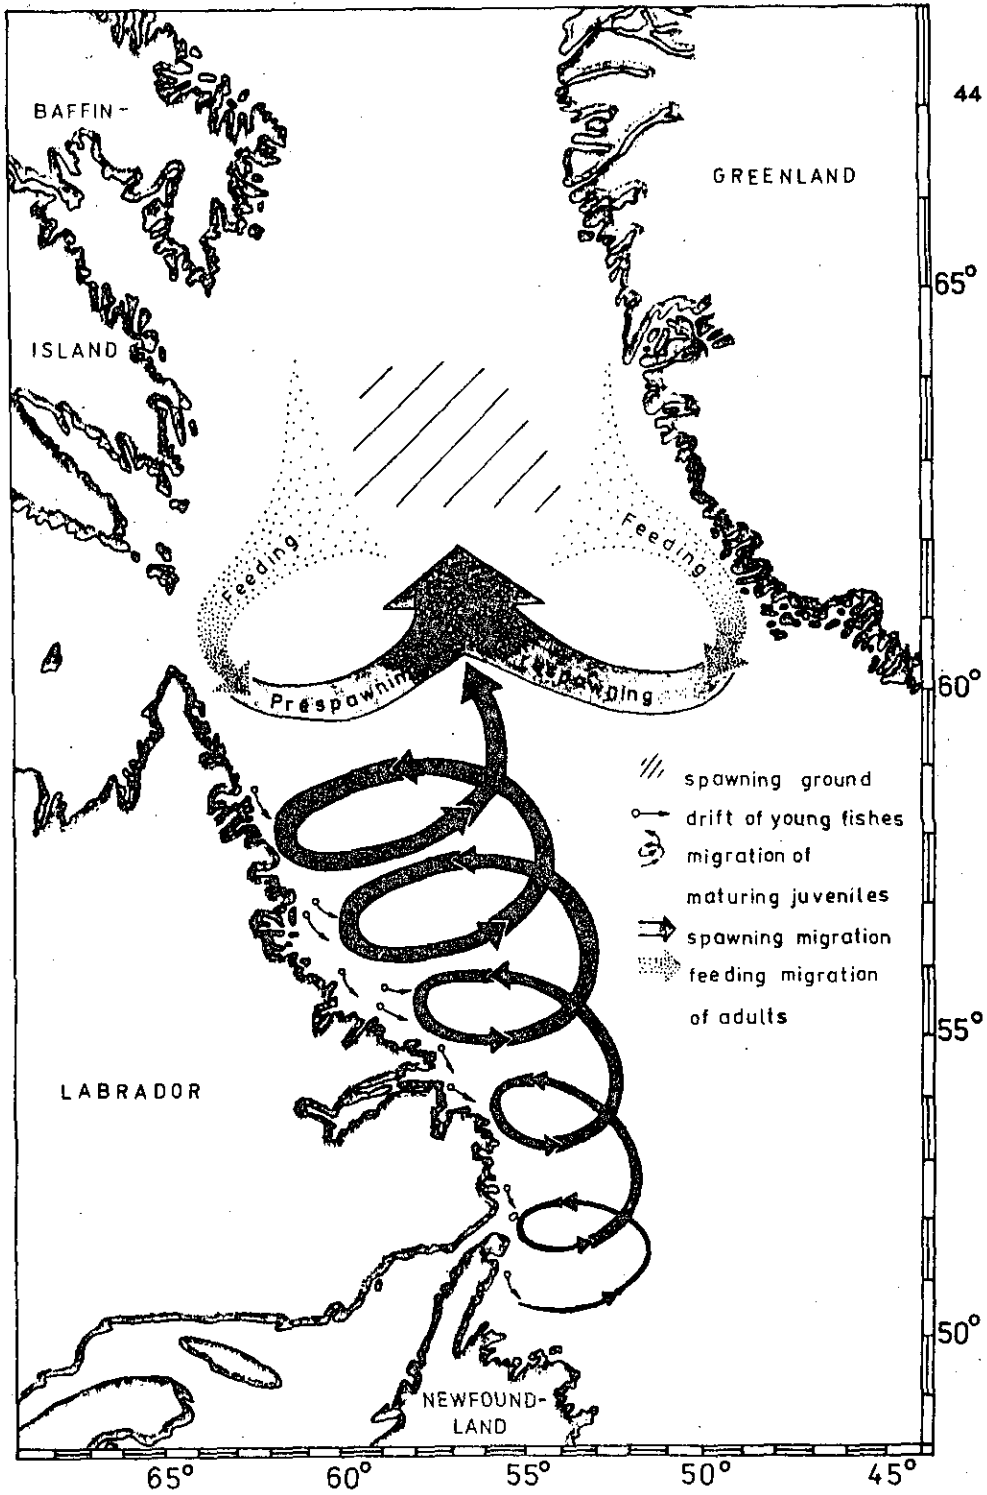 BAFFIN-
44
GREENLAND
65°
ISLAND
Feeding
Feeding
Prespawning
Prespawning
60°
spawning ground
drift of young fishes
migration of
maturing juveniles
spawning migration
feeding migration
of adults
55°
LABRADOR
50°
NEWFOUND-
LAND
65°
60°
55°
50°
45°